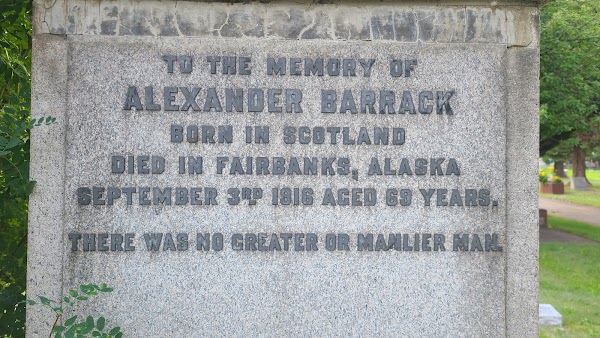 TO THE MEMORY OF
ALEXANDER BARRACK
BORN IN SCOTLAND
DIED IN FAIRBANKS, ALASKA
SEPTEMBER 3RD 1916 AGED 69 YEARS.
THERE WAS NO GREATER OR MANLIER MAN.